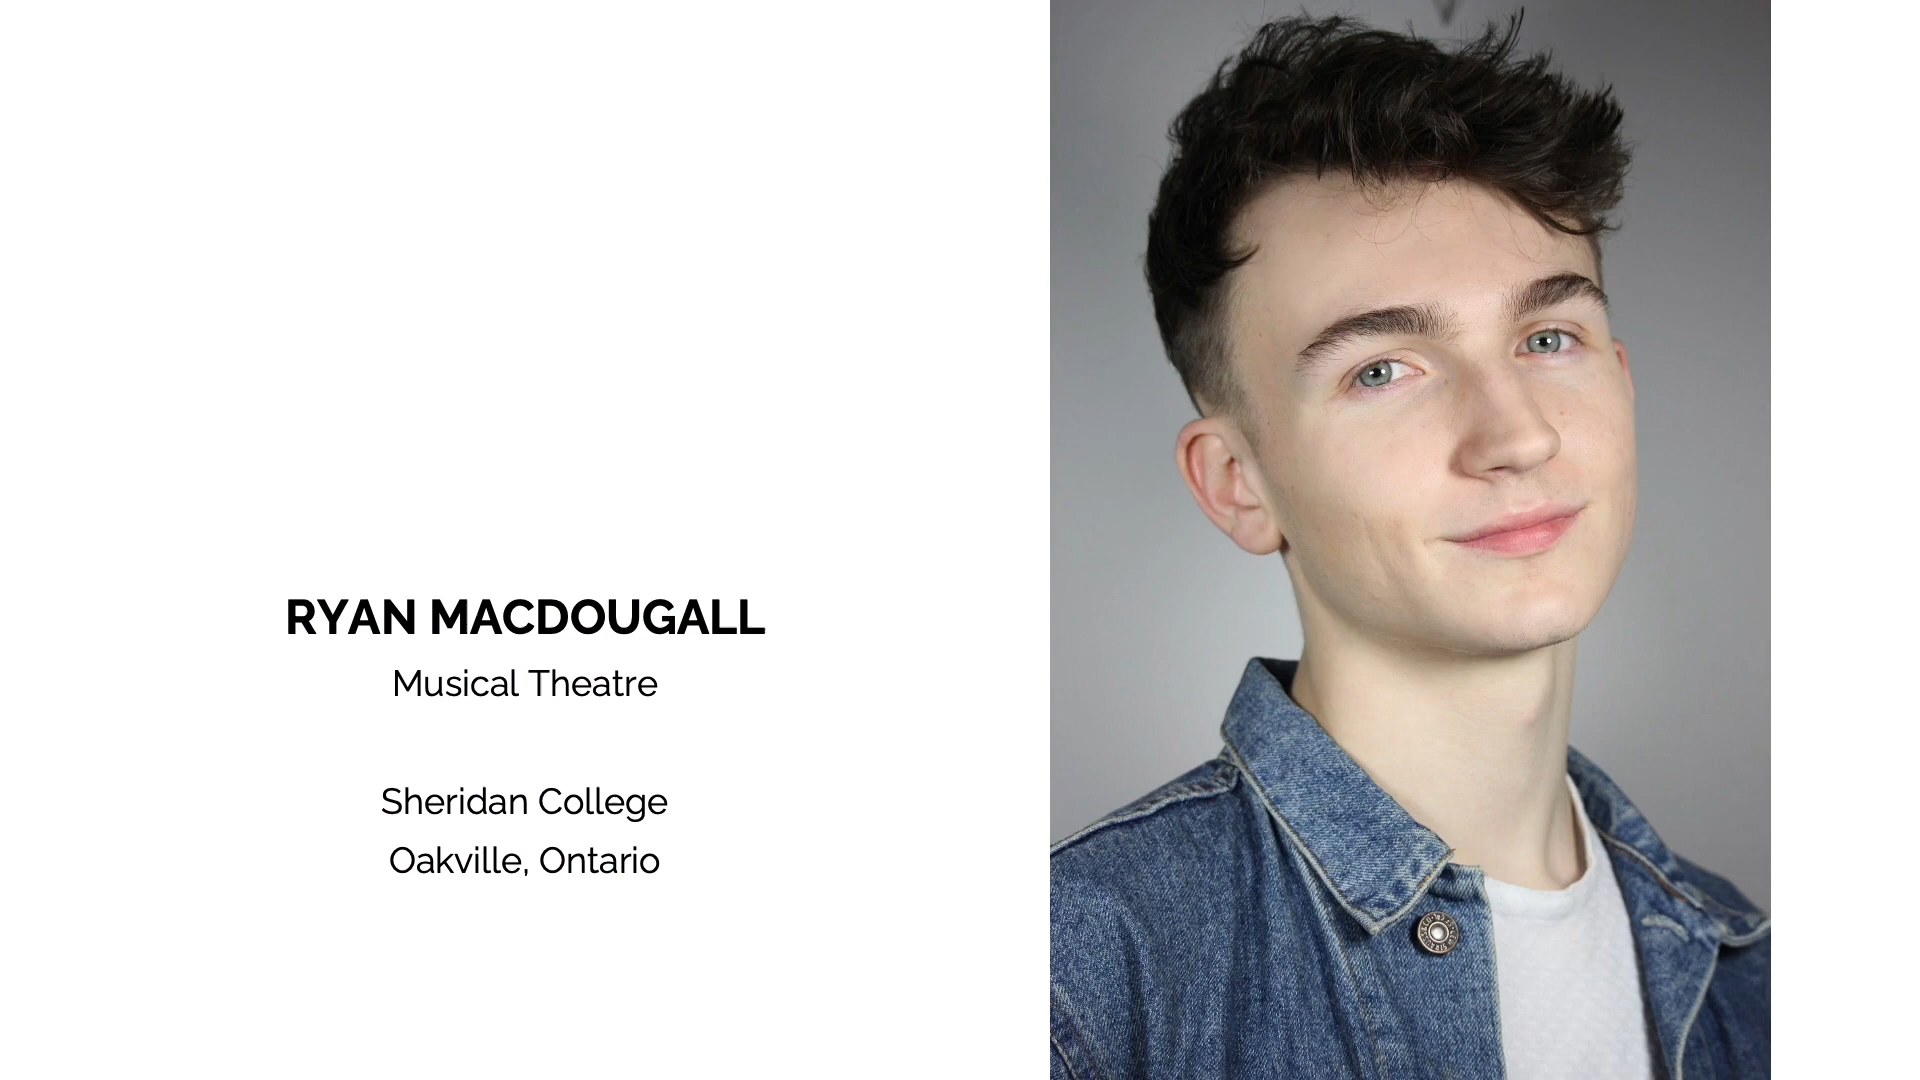 RYAN MACDOUGALL
Musical Theatre
Sheridan College
Oakville, Ontario